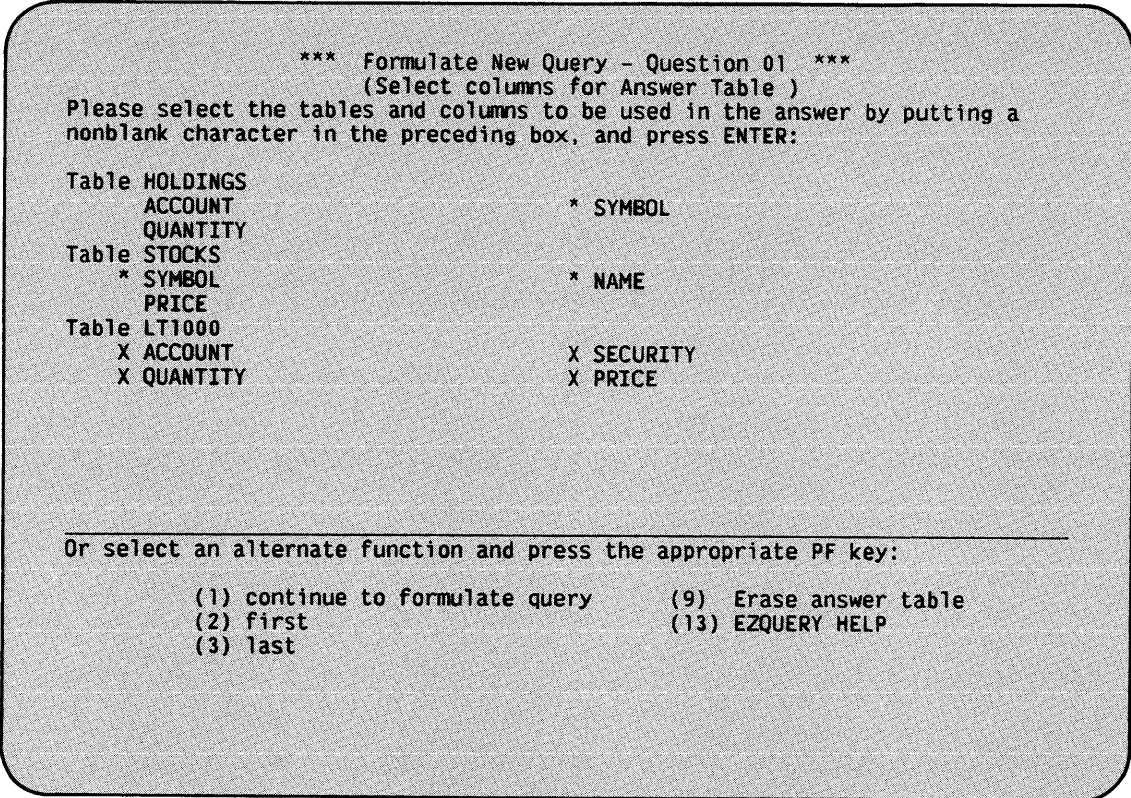 *** Formulate New Query – Question 01 ***
(Select columns for Answer Table )
Please select the tables and columns to be used in the answer by putting a
nonblank character in the preceding box, and press ENTER:
Table HOLDINGS
ACCOUNT * SYMBOL
QUANTITY
Table STOCKS
* SYMBOL * NAME
PRICE
Table LT1000
X ACCOUNT X SECURITY
X QUANTITY X PRICE
Or select an alternate function and press the appropriate PF key:
(1) continue to formulate query (9) Erase answer table
(2) first (13) EZQUERY HELP
(3) last